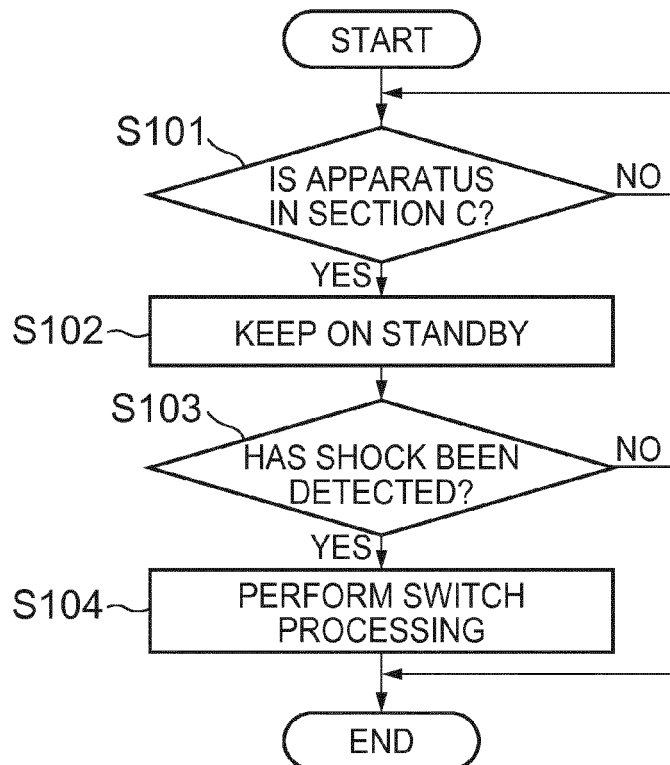 START
S101
IS APPARATUS
IN SECTION C?
NO
YES
S102
KEEP ON STANDBY
S103
HAS SHOCK BEEN
DETECTED?
NO
YES
S104
PERFORM SWITCH
PROCESSING
END